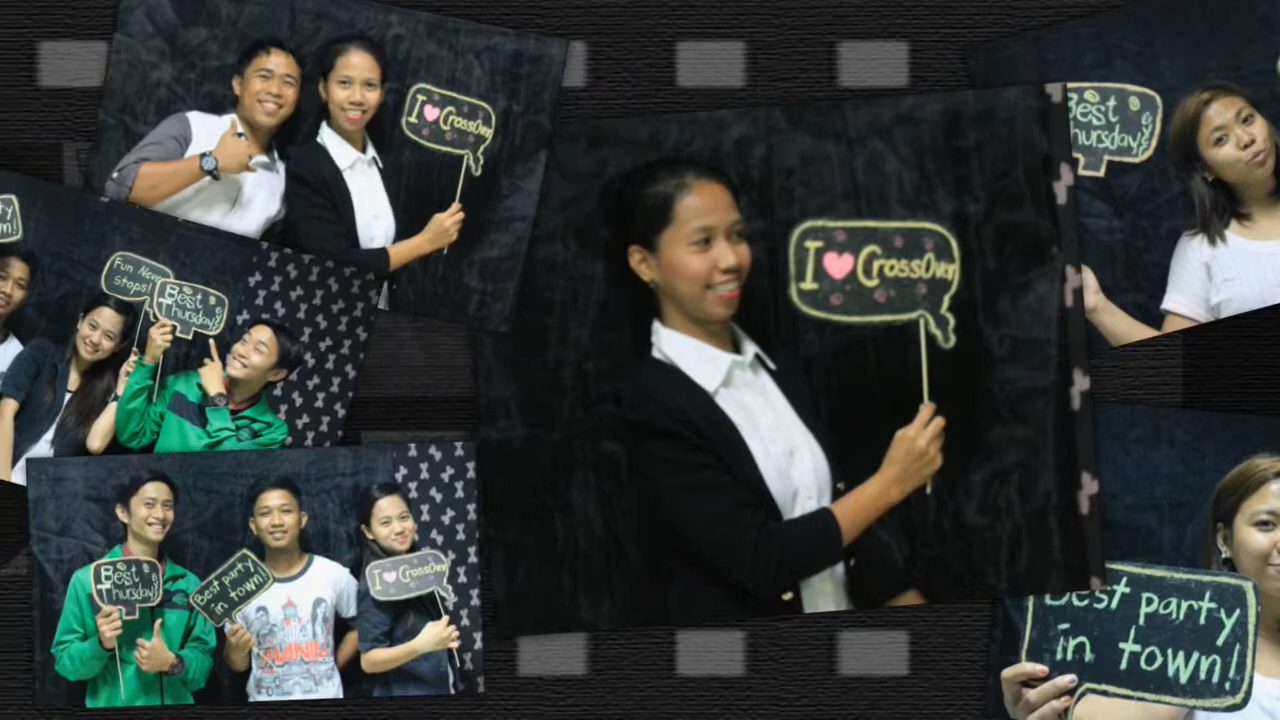 I ❤ CrossOver
Fun Never
Stops!
Best
Thursday
Best
Thursday
Best party
in town!
I ❤ CrossOver
MANILA
I ❤ CrossOver
Best
Thursday
Best party
in town!